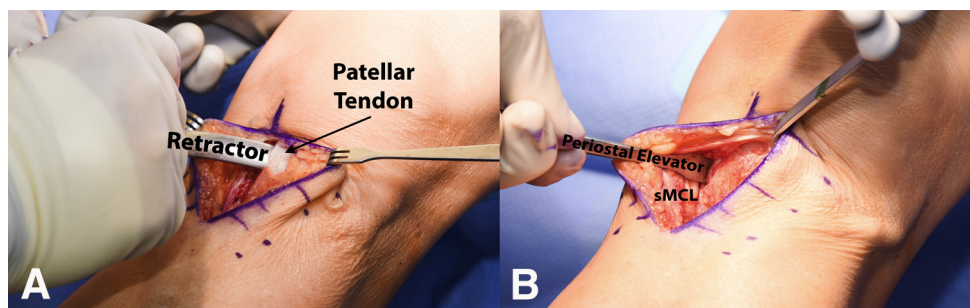 Patellar
Tendon
Retractor
A
Periostal Elevator
sMCL
B